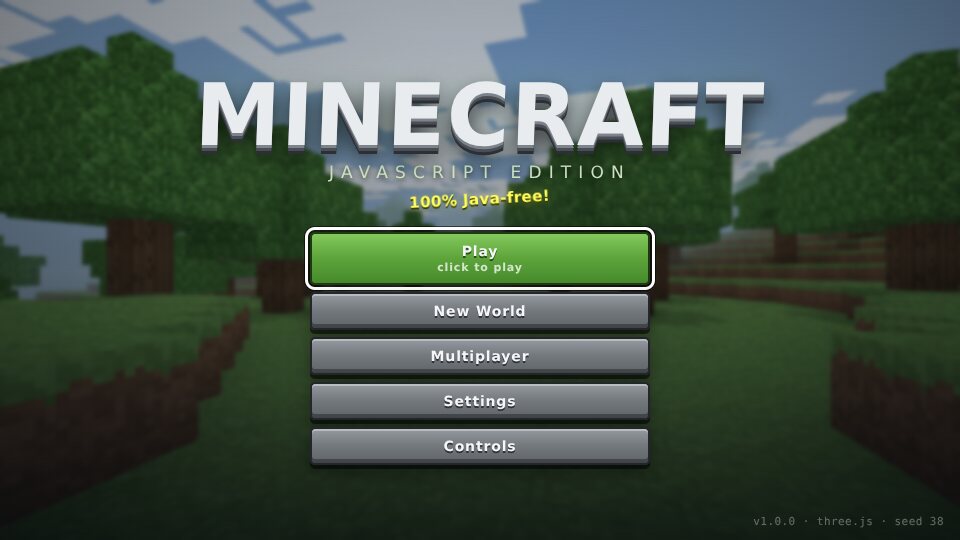 MINECRAFT
JAVASCRIPT EDITION
100% Java-free!
Play
click to play
New World
Multiplayer
Settings
Controls
v1.0.0 · three.js · seed 38